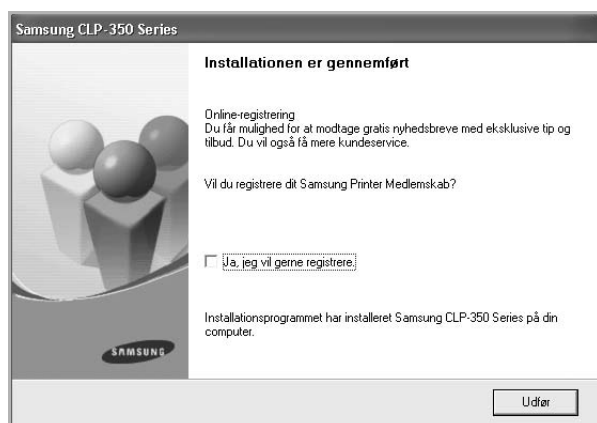 Samsung CLP-350 Series
Installationen er gennemført
Online-registrering
Du får mulighed for at modtage gratis nyhedsbreve med eksklusive tip og
tilbud. Du vil også få mere kundeservice.
Vil du registrere dit Samsung Printer Medlemskab?
Ja, jeg vil gerne registrere.
Installationsprogrammet har installeret Samsung CLP-350 Series på din
computer.
SAMSUNG
Udfør